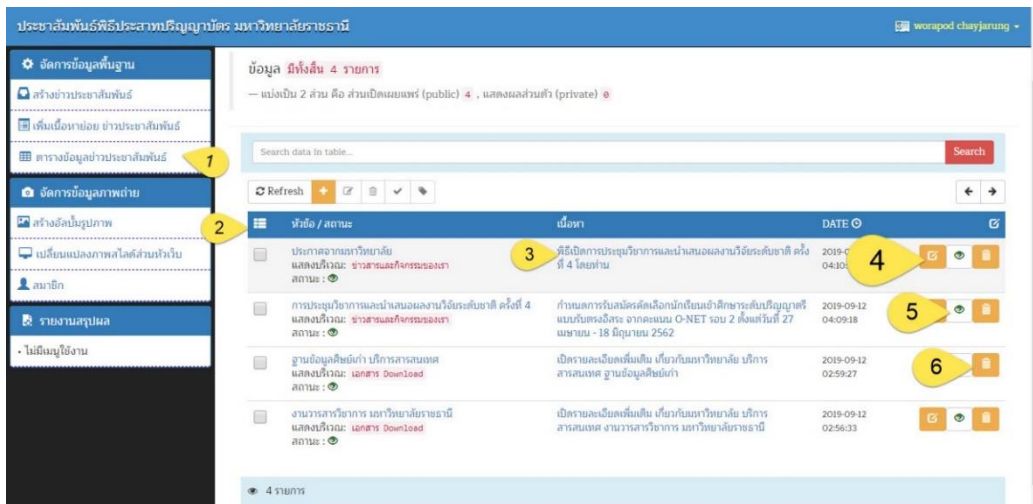 ประชาสัมพันธ์พิธีประสาทปริญญาบัตร มหาวิทยาลัยราชธานี
worapod chayjarung
จัดการข้อมูลพื้นฐาน
สร้างข่าวประชาสัมพันธ์
เพิ่มเนื้อหาย่อย ข่าวประชาสัมพันธ์
ตารางข้อมูลข่าวประชาสัมพันธ์
1
จัดการข้อมูลภาพถ่าย
สร้างอัลบั้มรูปภาพ
เปลี่ยนแปลงภาพสไลด์ส่วนหัวเว็บ
สมาชิก
รายงานสรุปผล
ไม่มีเมนูใช้งาน
ข้อมูล มีทั้งสิ้น 4 รายการ
— แบ่งเป็น 2 ส่วน คือ ส่วนเปิดเผยแพร่ (public) 4 , แสดงผลส่วนตัว (private) 0
Search data in table...
Search
Refresh
2
หัวข้อ / สถานะ
เนื้อหา
DATE
ประกาศจากมหาวิทยาลัย
แสดงบริเวณ: ข่าวสารและกิจกรรมของเรา
สถานะ :
3
พิธีเปิดการประชุมวิชาการและนำเสนอผลงานวิจัยระดับชาติ ครั้ง
ที่ 4 โดยท่าน
4
การประชุมวิชาการและนำเสนอผลงานวิจัยระดับชาติ ครั้งที่ 4
แสดงบริเวณ: ข่าวสารและกิจกรรมของเรา
สถานะ :
กำหนดการรับสมัครคัดเลือกนักเรียนเข้าศึกษาระดับปริญญาตรี
แบบรับตรงอิสระ จากคะแนน O-NET รอบ 2 ตั้งแต่วันที่ 27
เมษายน - 18 มิถุนายน 2562
2019-09-12
04:09:18
5
ฐานข้อมูลศิษย์เก่า บริการสารสนเทศ
แสดงบริเวณ: เอกสาร Download
สถานะ :
เปิดรายละเอียดเพิ่มเติม เกี่ยวกับมหาวิทยาลัย บริการ
สารสนเทศ ฐานข้อมูลศิษย์เก่า
2019-09-12
02:59:27
6
งานวารสารวิชาการ มหาวิทยาลัยราชธานี
แสดงบริเวณ: เอกสาร Download
สถานะ :
เปิดรายละเอียดเพิ่มเติม เกี่ยวกับมหาวิทยาลัย บริการ
สารสนเทศ งานวารสารวิชาการ มหาวิทยาลัยราชธานี
2019-09-12
02:56:33
4 รายการ